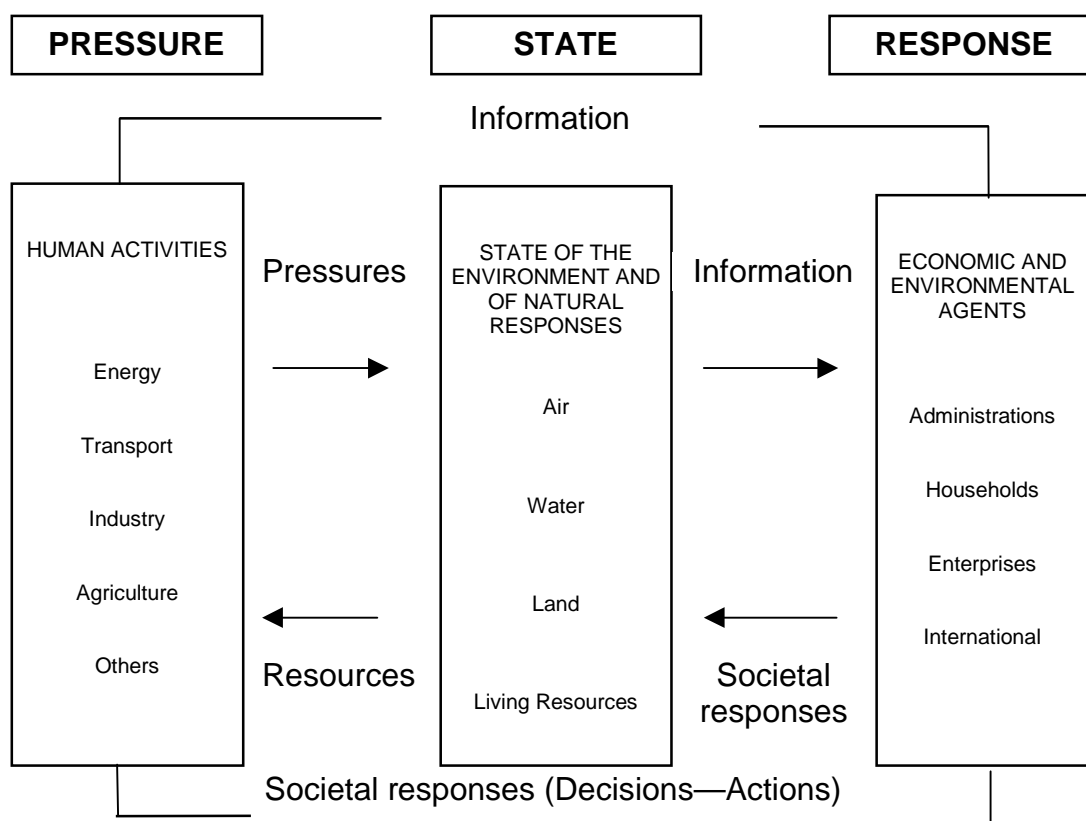 PRESSURE
STATE
RESPONSE
Information
HUMAN ACTIVITIES
Energy
Transport
Industry
Agriculture
Others
Pressures
Resources
STATE OF THE
ENVIRONMENT AND
OF NATURAL
RESPONSES
Air
Water
Land
Living Resources
Information
Societal
responses
ECONOMIC AND
ENVIRONMENTAL
AGENTS
Administrations
Households
Enterprises
International
Societal responses (Decisions—Actions)